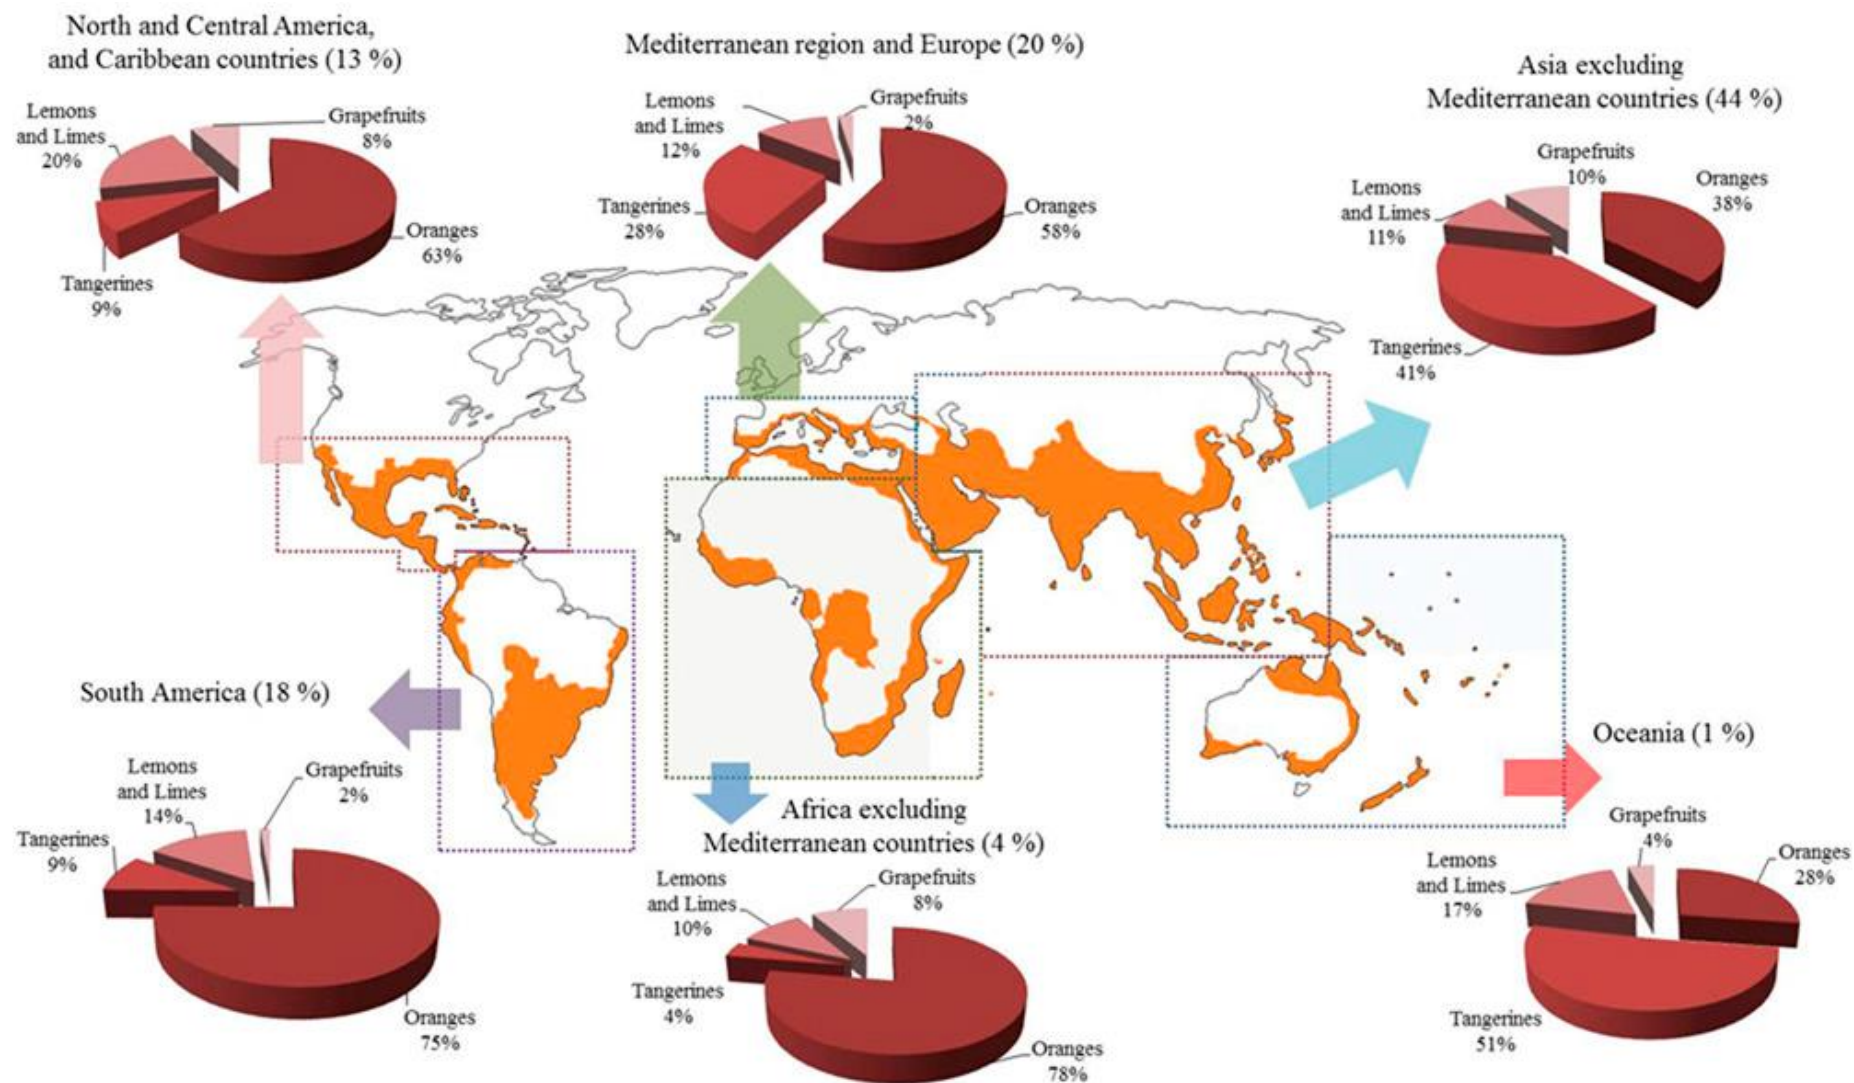 North and Central America,
and Caribbean countries (13 %)
Lemons
and Limes
20%
Grapefruits
8%
Oranges
63%
Tangerines
9%
Mediterranean region and Europe (20 %)
Lemons
and Limes
12%
Grapefruits
2%
Tangerines
28%
Oranges
58%
Asia excluding
Mediterranean countries (44 %)
Grapefruits
10%
Oranges
38%
Lemons
and Limes
11%
Tangerines
41%
South America (18 %)
Lemons
and Limes
14%
Grapefruits
2%
Tangerines
9%
Oranges
75%
Africa excluding
Mediterranean countries (4 %)
Lemons
and Limes
10%
Grapefruits
8%
Tangerines
4%
Oranges
78%
Oceania (1 %)
Grapefruits
4%
Oranges
28%
Lemons
and Limes
17%
Tangerines
51%